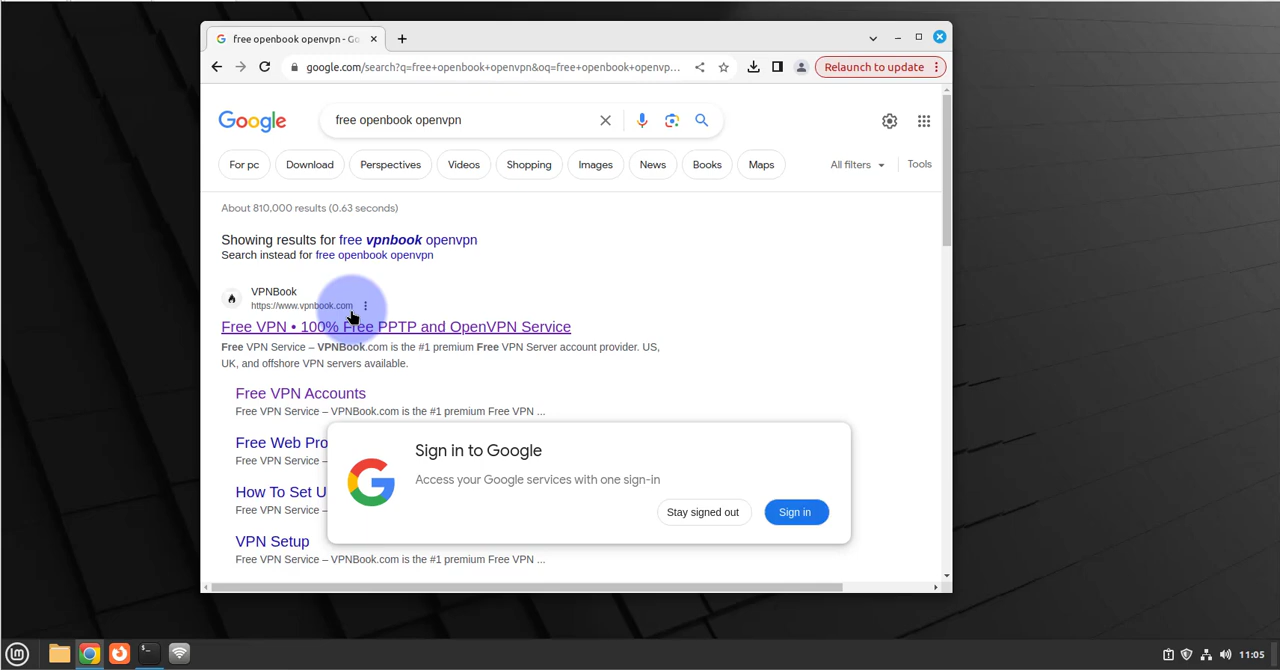 free openbook openvpn - Go
google.com/search?q=free+openbook+openvpn&oq=free+openbook+openvp...
Relaunch to update
Google
free openbook openvpn
For pc
Download
Perspectives
Videos
Shopping
Images
News
Books
Maps
All filters
Tools
About 810,000 results (0.63 seconds)
Showing results for free vpnbook openvpn
Search instead for free openbook openvpn
VPNBook
https://www.vpnbook.com
Free VPN • 100% Free PPTP and OpenVPN Service
Free VPN Service – VPNBook.com is the #1 premium Free VPN Server account provider. US,
UK, and offshore VPN servers available.
Free VPN Accounts
Free VPN Service – VPNBook.com is the #1 premium Free VPN ...
Free Web Pro
Free VPN Service –
How To Set U
Free VPN Service –
VPN Setup
Free VPN Service – VPNBook.com is the #1 premium Free VPN ...
Sign in to Google
Access your Google services with one sign-in
Stay signed out
Sign in
11:05